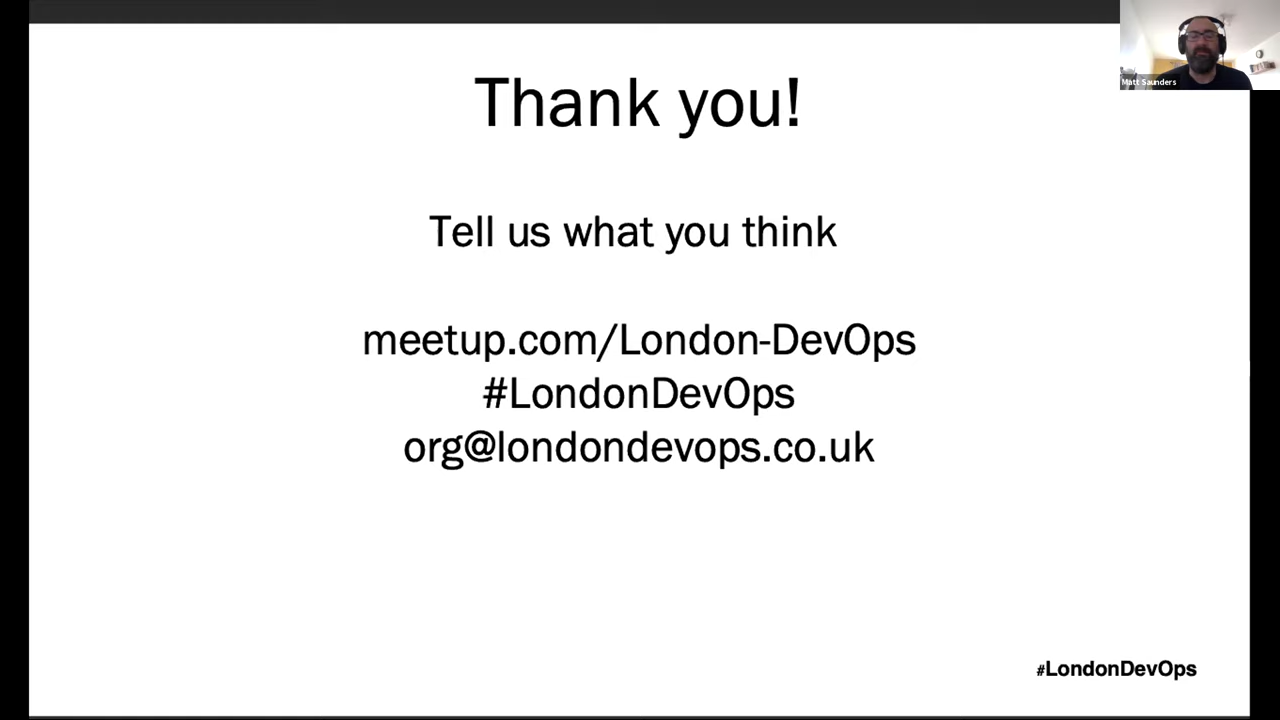 Thank you!
Matt Saunders
Tell us what you think
meetup.com/London-DevOps
#LondonDevOps
org@londondevops.co.uk
#LondonDevOps